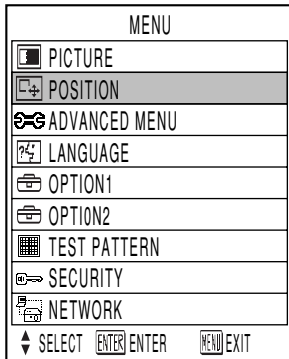 MENU
PICTURE
POSITION
ADVANCED MENU
LANGUAGE
OPTION1
OPTION2
TEST PATTERN
SECURITY
NETWORK
SELECT ENTER ENTER MENU EXIT